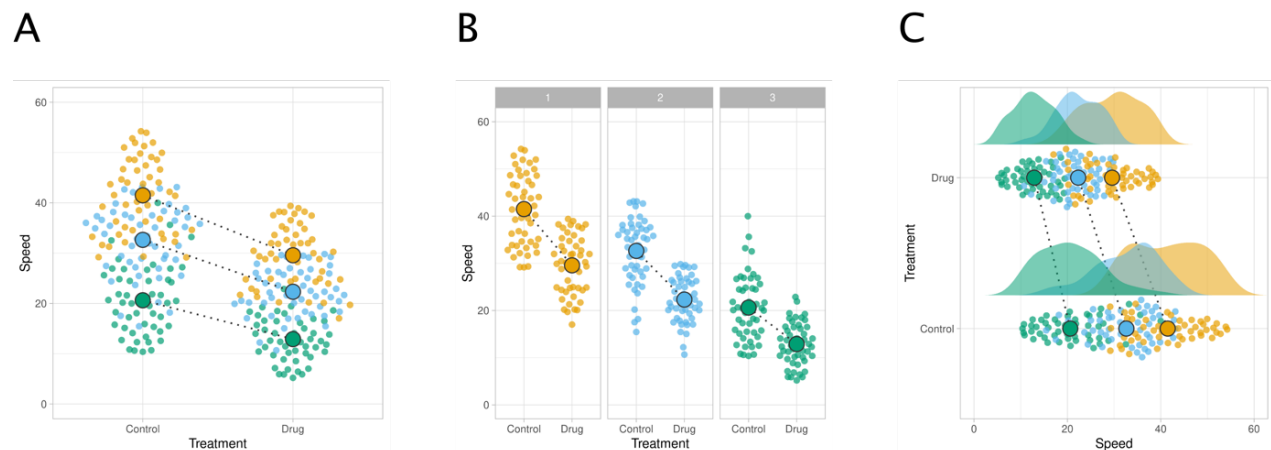 A
60
40
20
0
Speed
Control Drug
Treatment
B
1 2 3
60
40
20
0
Speed
Control Drug Control Drug Control Drug
Treatment
C
Treatment
Drug
Control
0 20 40 60
Speed